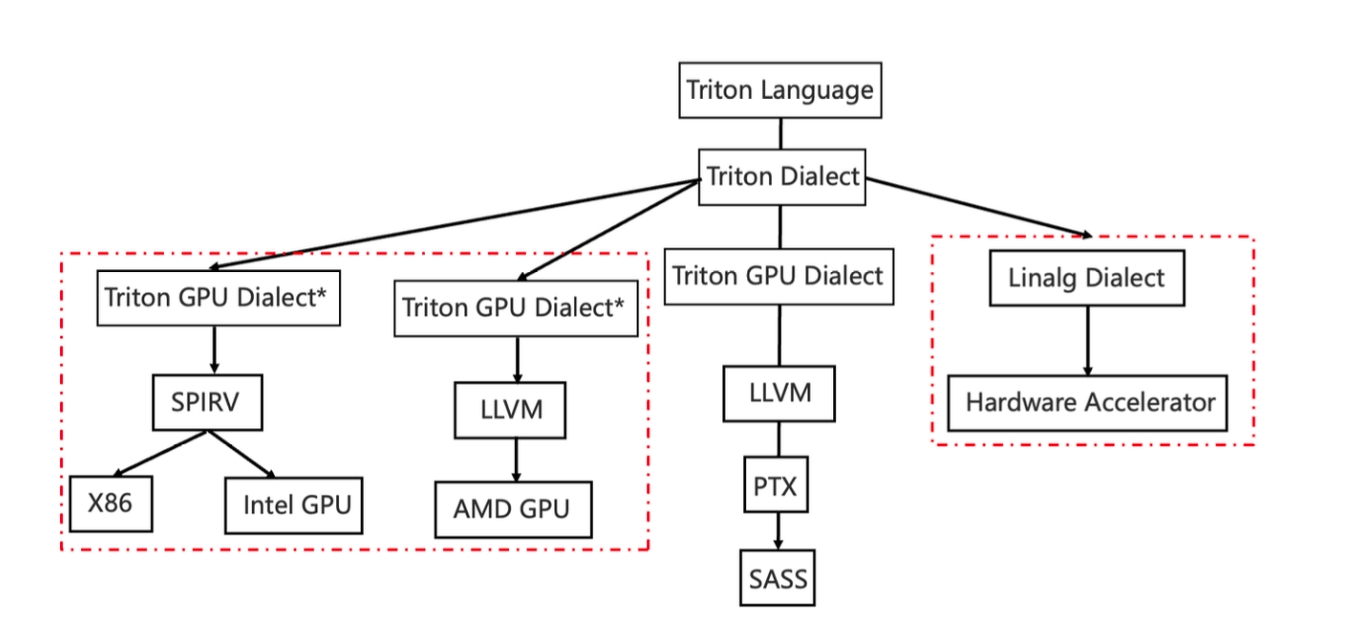 Triton Language
Triton Dialect
Triton GPU Dialect*
Triton GPU Dialect*
Triton GPU Dialect
Linalg Dialect
SPIRV
LLVM
LLVM
Hardware Accelerator
X86
Intel GPU
AMD GPU
PTX
SASS